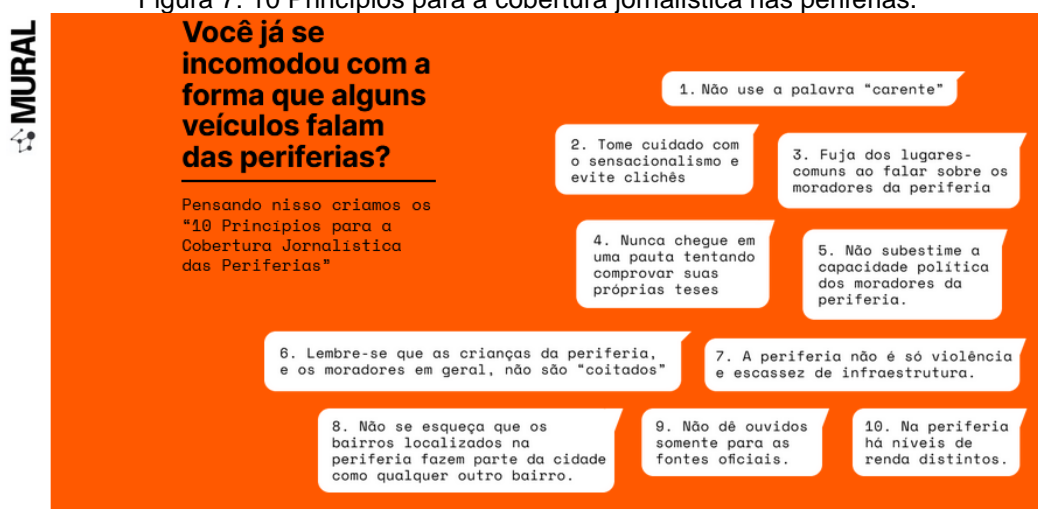 Figura 7: 10 Princípios para a cobertura jornalística nas periferias.
MURAL
Você já se
incomodou com a
forma que alguns
veículos falam
das periferias?
Pensando nisso criamos os
“10 Princípios para a
Cobertura Jornalística
das Periferias”
1. Não use a palavra “carente”
2. Tome cuidado com
o sensacionalismo e
evite clichês
3. Fuja dos lugares-
comuns ao falar sobre os
moradores da periferia
4. Nunca chegue em
uma pauta tentando
comprovar suas
próprias teses
5. Não subestime a
capacidade política
dos moradores da
periferia.
6. Lembre-se que as crianças da periferia,
e os moradores em geral, não são “coitados”
7. A periferia não é só violência
e escassez de infraestrutura.
8. Não se esqueça que os
bairros localizados na
periferia fazem parte da cidade
como qualquer outro bairro.
9. Não dê ouvidos
somente para as
fontes oficiais.
10. Na periferia
há níveis de
renda distintos.